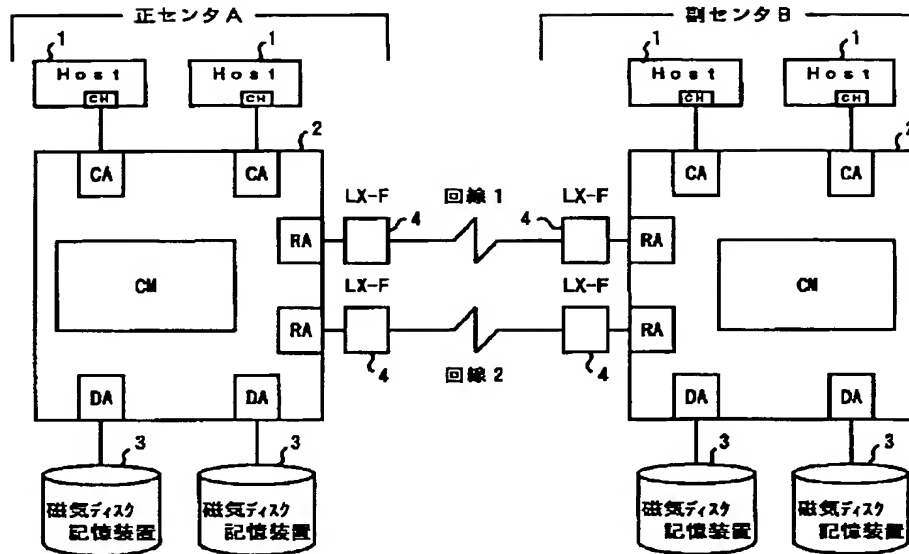 正センタA
副センタB
1
1
1
1
Host
Host
Host
Host
CH
CH
CH
CH
2
2
CA
CA
CA
CA
LX-F
回線1
LX-F
4
4
RA
RA
CM
CM
LX-F
LX-F
RA
RA
4
回線2
4
DA
DA
DA
DA
3
3
3
3
磁気ディスク
記憶装置
磁気ディスク
記憶装置
磁気ディスク
記憶装置
磁気ディスク
記憶装置